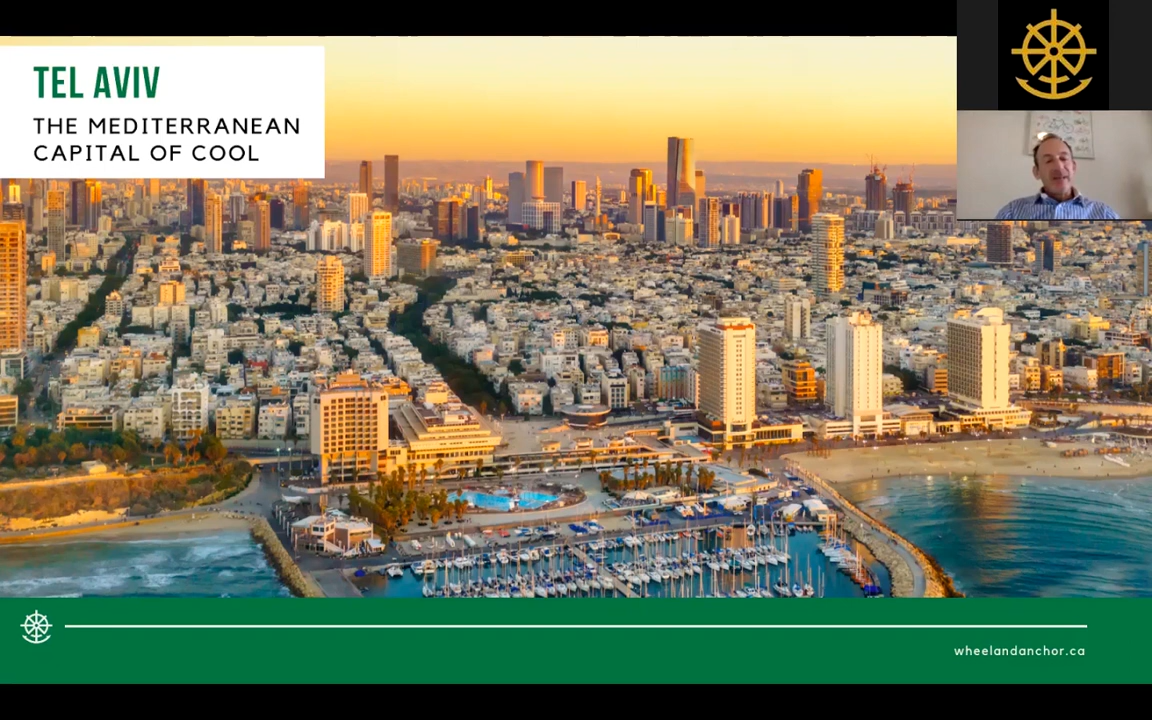 TEL AVIV
THE MEDITERRANEAN
CAPITAL OF COOL
wheelandanchor.ca